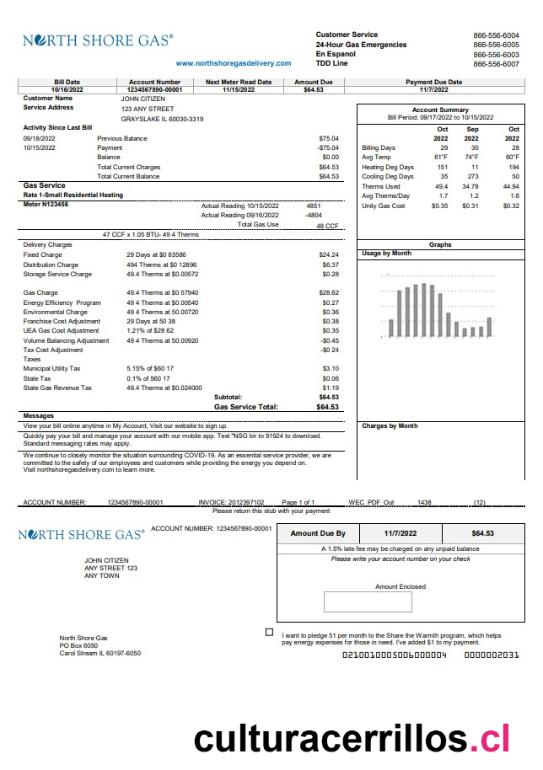 NORTH SHORE GAS®
www.northshoregasdelivery.com
Customer Service 866-556-6004
24-Hour Gas Emergencies 866-556-6005
En Espanol 866-556-6003
TDD Line 866-556-6007
Bill Date Account Number Next Meter Read Date Amount Due Payment Due Date
10/16/2022 1234567890-00001 11/15/2022 $64.53 11/7/2022
Customer Name JOHN CITIZEN
Service Address 123 ANY STREET
GRAYSLAKE IL 60030-3319
Activity Since Last Bill
09/18/2022 Previous Balance $75.04
10/15/2022 Payment -$75.04
Balance $0.00
Total Current Charges $64.53
Total Current Balance $64.53
Gas Service
Rate 1-Small Residential Heating
Meter N123456 Actual Reading 10/15/2022 4851
Actual Reading 09/16/2022 -4804
Total Gas Use 48 CCF
47 CCF x 1.05 BTU- 49 4 Therms
Delivery Charges
Fixed Charge 29 Days at $0 83586 $24.24
Distribution Charge 494 Therms at $0 12896 $6,37
Storage Service Charge 49.4 Therms at $0.00572 $0.28
Gas Charge 49.4 Therms at $0 57940 $28.62
Energy Efficiency Program 49.4 Therms at $0.00540 $0.27
Environmental Charge 49 4 Therms at 50.00720 $0.36
Franchise Cost Adjustment 29 Days at 50 38 $0.38
UEA Gas Cost Adjustment 1.21% of $28 62 $0.35
Volume Balancing Adjustment 49 4 Therms at 50.00920 -$0.45
Tax Cost Adjustment -$0 24
Taxes
Municipal Utility Tax 5.15% of $60 17 $3.10
State Tax 0.1% of $60 17 $0.06
State Gas Revenue Tax 49.4 Therms at $0.024000 $1.19
Subtotal: $64.53
Gas Service Total: $64.53
Messages
View your bill online anytime in My Account. Visit our website to sign up.
Quickly pay your bill and manage your account with our mobile app. Text "NSG bir to 91924 to download.
Standard messaging rates may apply.
We continue to closely monitor the situation surrounding COVID-19. As an essential service provider, we are
committed to the safety of our employees and customers while providing the energy you depend on.
Visit northshoregasdelivery.com to learn more.
Account Summary
Bill Period: 09/17/2022 to 10/15/2022
Oct Sep Oct
2022 2022 2022
Billing Days 29 30 28
Avg Temp 61°F 74°F 60°F
Heating Deg Days 151 11 194
Cooling Deg Days 35 273 50
Therms Used 49.4 34.78 44.94
Avg Therms/Day 1.7 1.2 1.6
Unity Gas Cost $0.35 $0.31 $0.32
Graphs
Usage by Month
Charges by Month
ACCOUNT NUMBER: 1234567890-00001 INVOICE: 2012397102 Page 1 of 1 WEC_PDF_Out 1438 (12)
Please return this stub with your payment
NORTH SHORE GAS® ACCOUNT NUMBER: 1234567890-00001
JOHN CITIZEN
ANY STREET 123
ANY TOWN
Amount Due By 11/7/2022 $64.53
A 1.5% late fee may be charged on any unpaid balance
Please write your account number on your check
Amount Enclosed
North Shore Gas
PO Box 6050
Carol Stream IL 60197-6050
I want to pledge 51 per month to the Share the Warmth program, which helps
pay energy expenses for those in need. I've added $1 to my payment.
021001000500600004 0000002031
culturacerrillos.cl